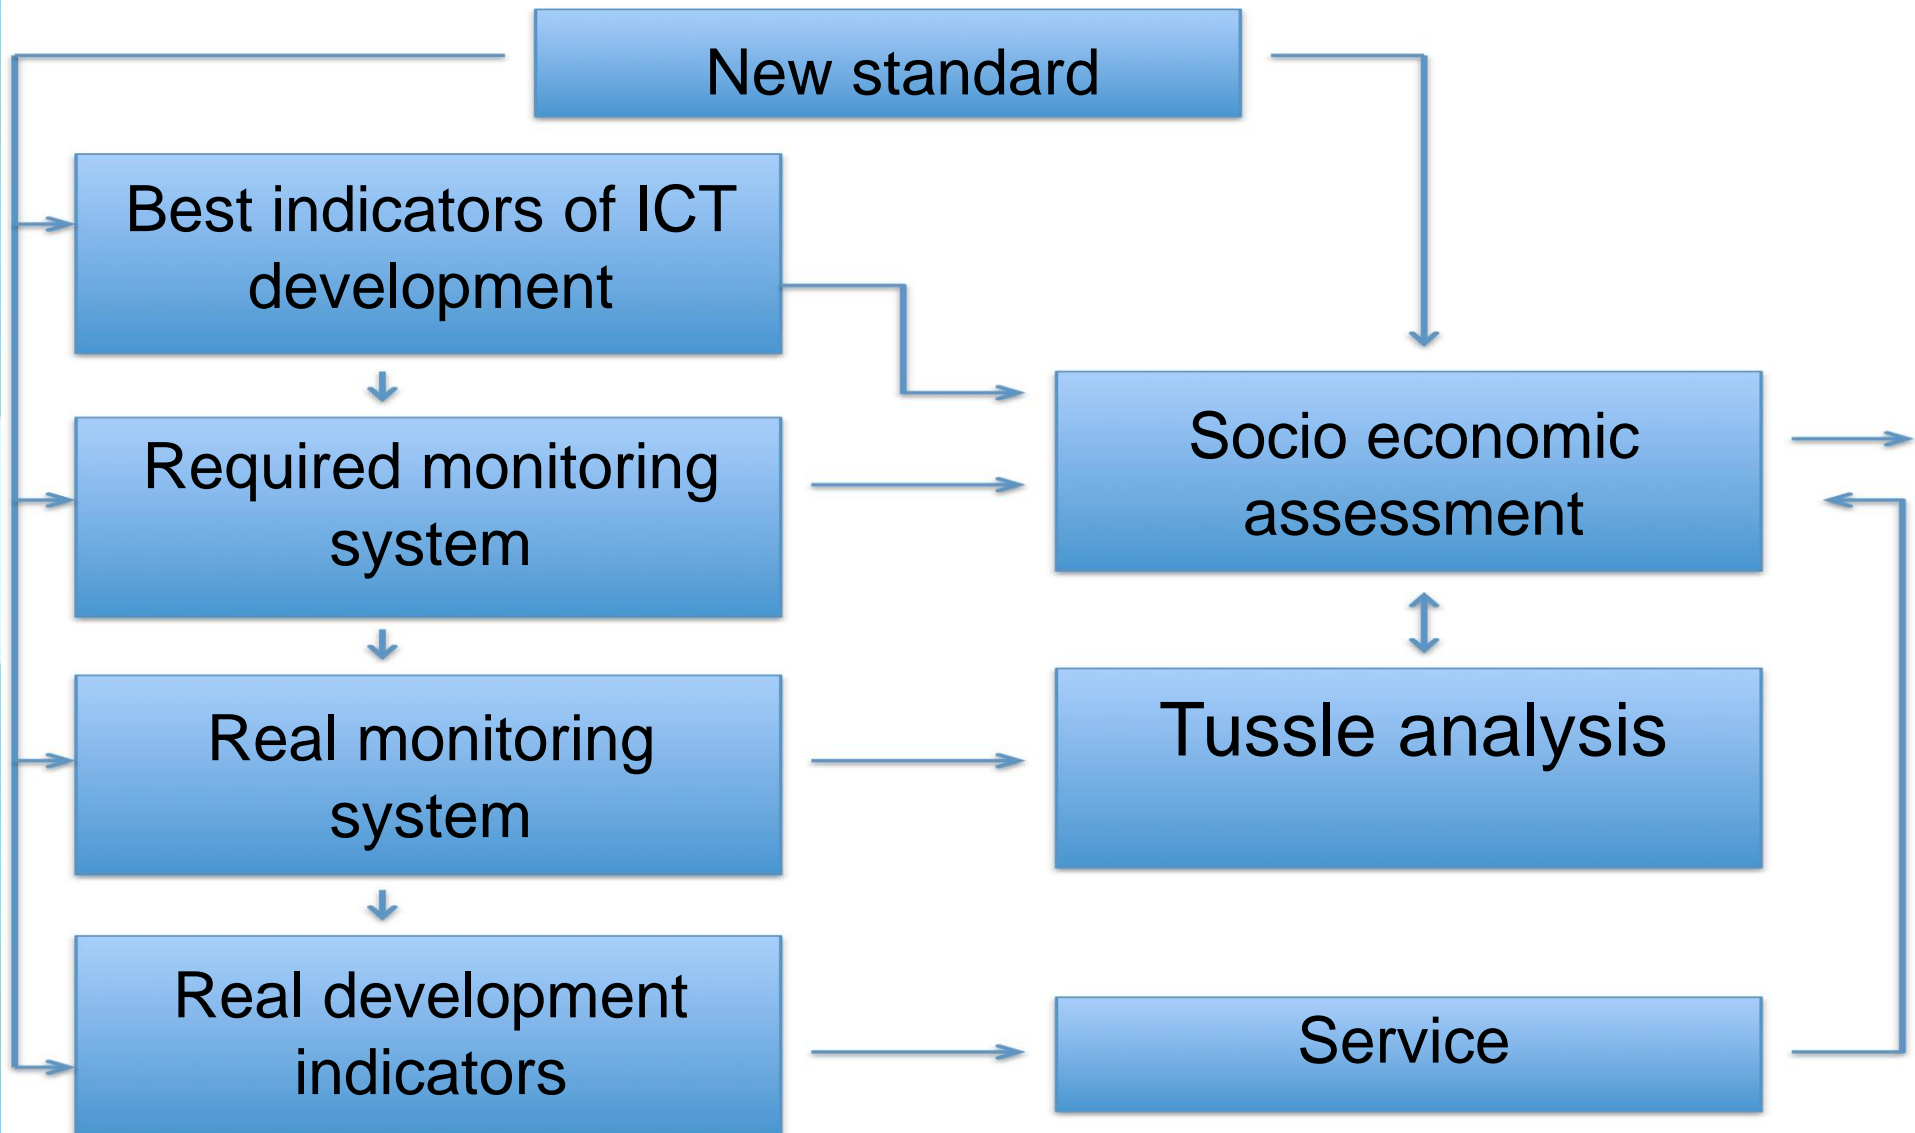 New standard
Best indicators of ICT
development
Required monitoring
system
Real monitoring
system
Real development
indicators
Socio economic
assessment
Tussle analysis
Service